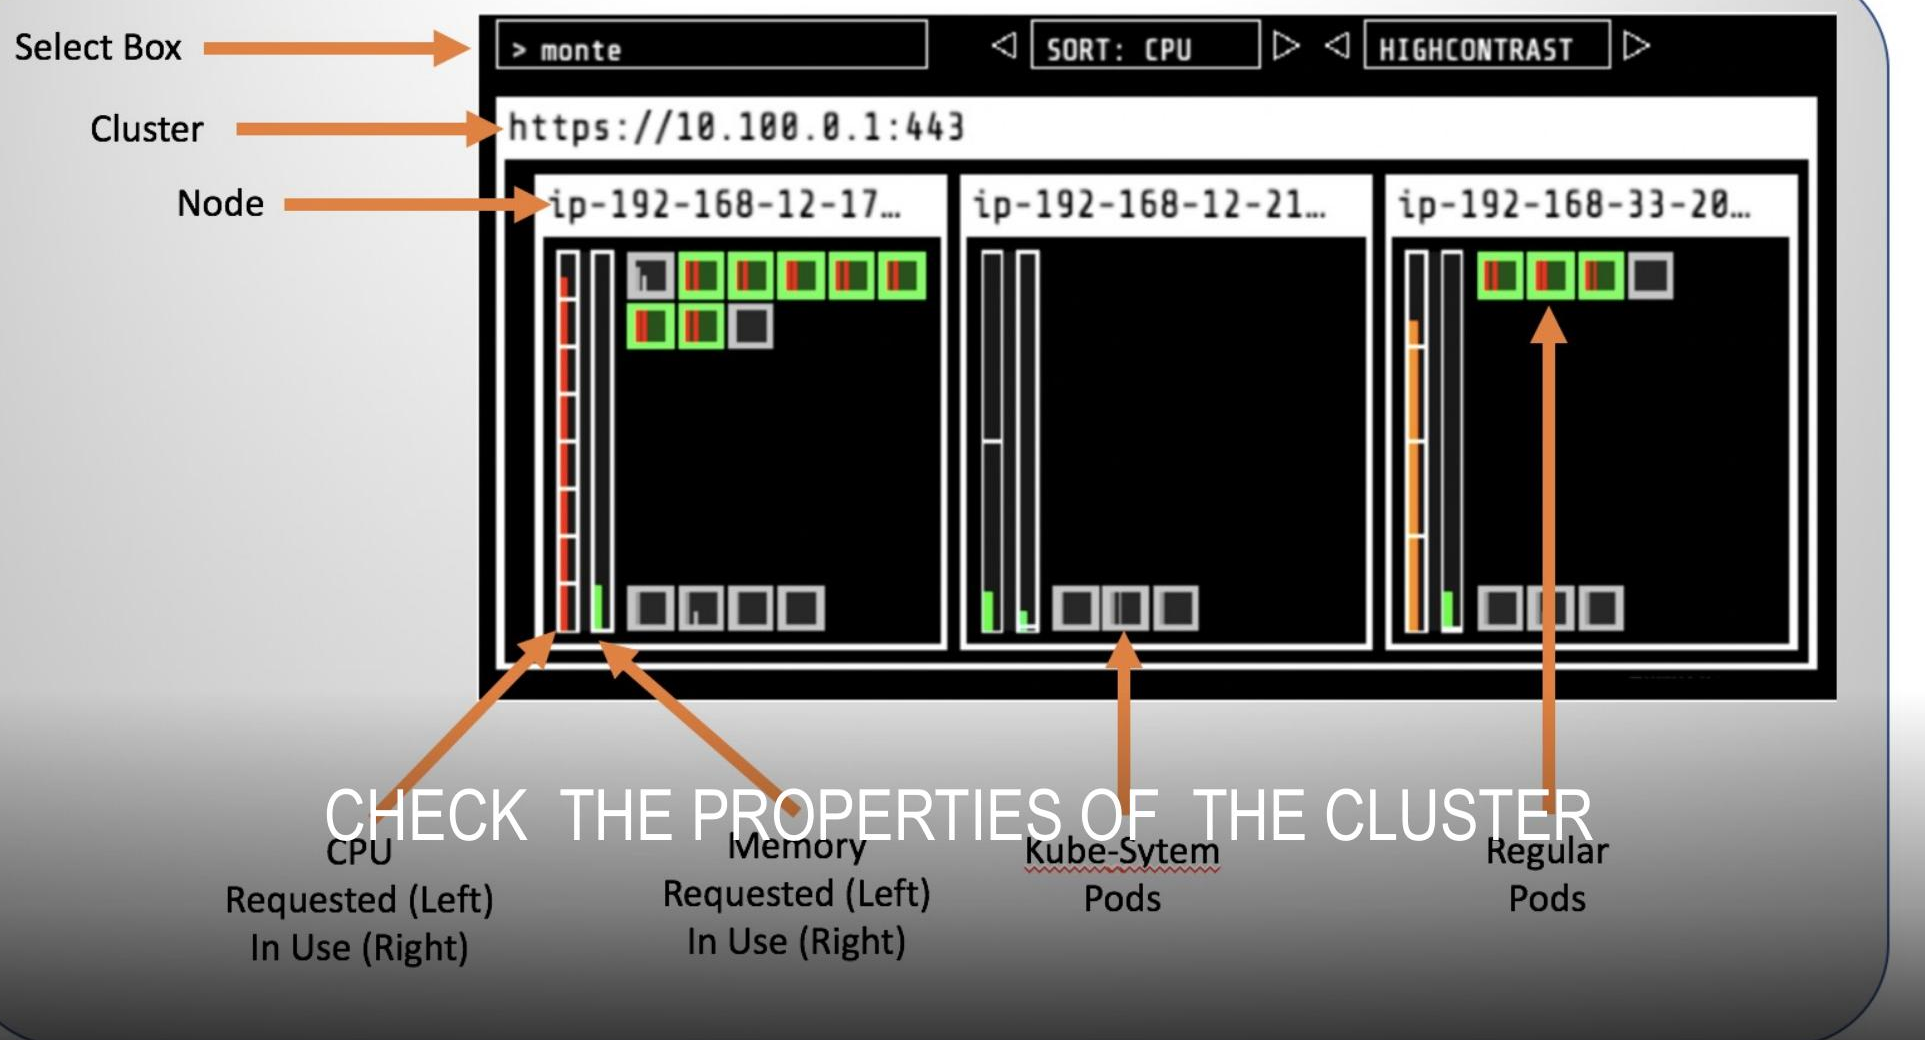 Select Box
> monte
SORT: CPU
HIGHCONTRAST
Cluster
https://10.100.0.1:443
Node
ip-192-168-12-17…
ip-192-168-12-21…
ip-192-168-33-20…
CHECK THE PROPERTIES OF THE CLUSTER
CPU
Requested (Left)
In Use (Right)
Memory
Requested (Left)
In Use (Right)
Kube-Sytem
Pods
Regular
Pods